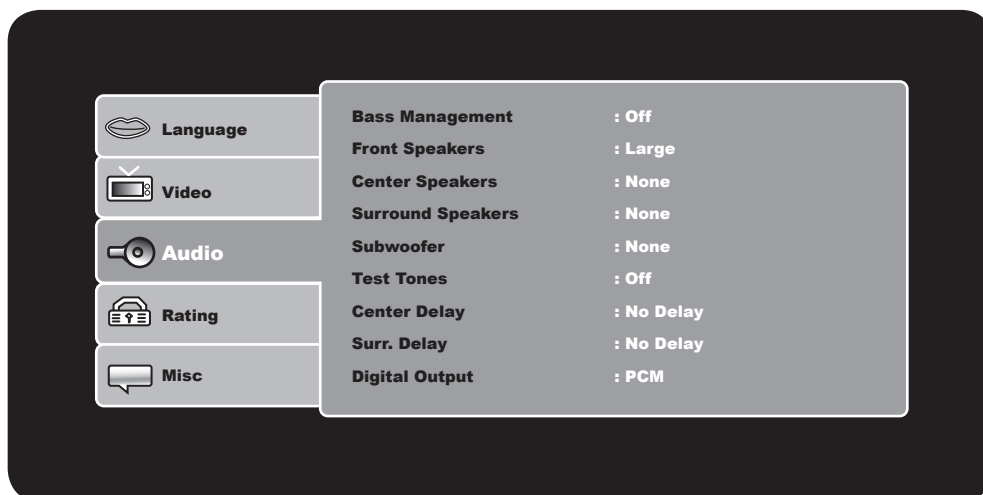 Language
Video
Audio
Rating
Misc
Bass Management : Off
Front Speakers : Large
Center Speakers : None
Surround Speakers : None
Subwoofer : None
Test Tones : Off
Center Delay : No Delay
Surr. Delay : No Delay
Digital Output : PCM